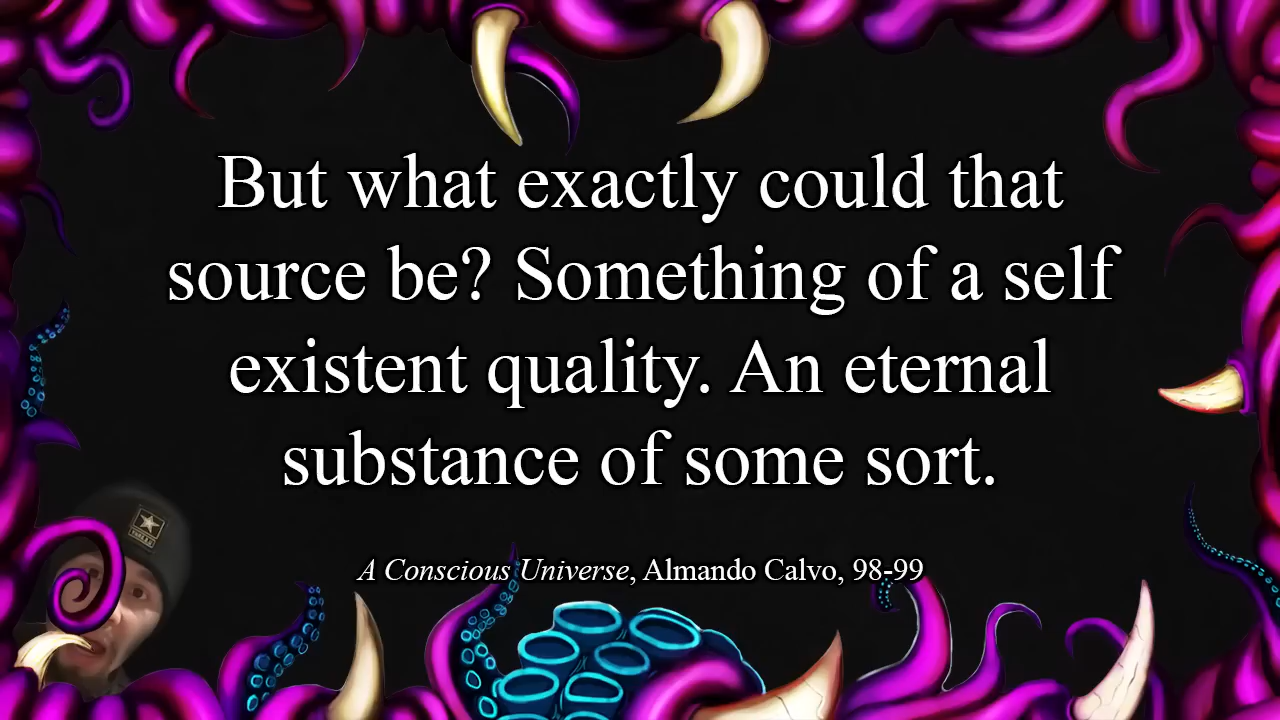 But what exactly could that
source be? Something of a self
existent quality. An eternal
substance of some sort.
A Conscious Universe, Almando Calvo, 98-99